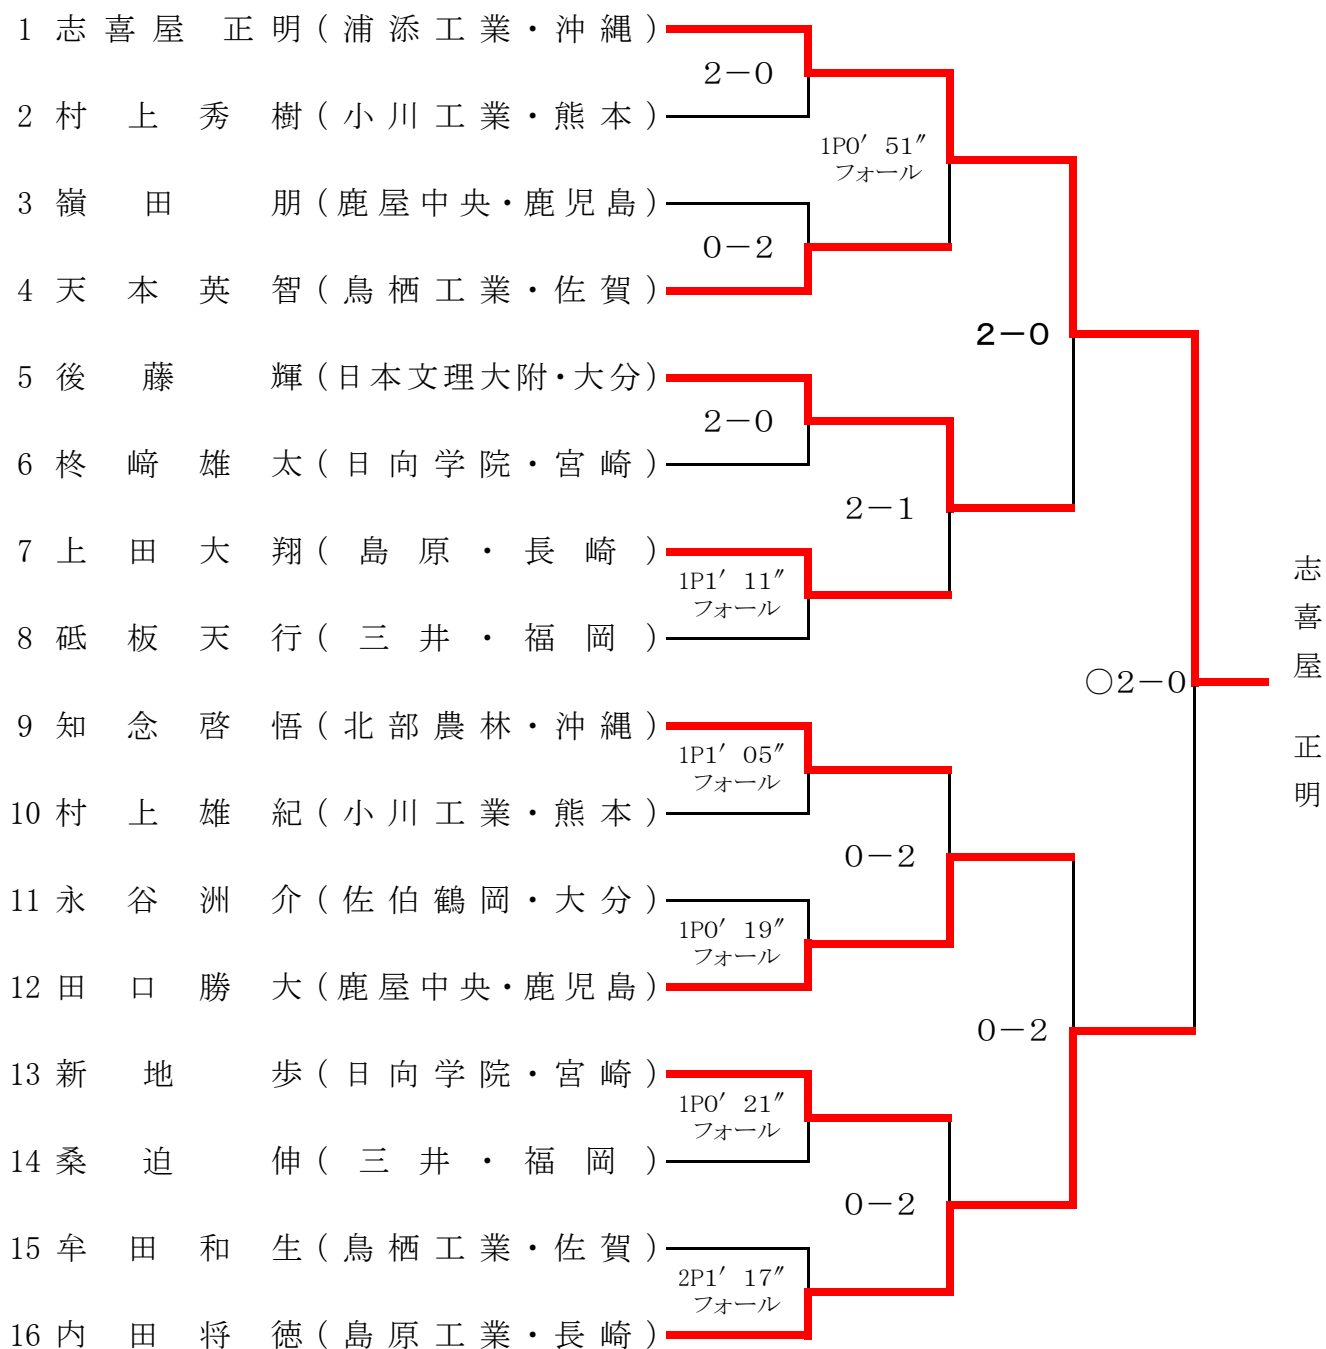 1 志喜屋 正明(浦添工業・沖縄)
2－0
2 村上秀樹(小川工業・熊本)
1P0′51″
フォール
3 嶺田朋(鹿屋中央・鹿児島)
0－2
4 天本英智(鳥栖工業・佐賀)
2－0
5 後藤輝(日本文理大附・大分)
2－0
6 柊﨑雄太(日向学院・宮崎)
2－1
7 上田大翔(島原・長崎)
1P1′11″
フォール
8 砥板天行(三井・福岡)
○2－0
志喜屋 正明
9 知念啓悟(北部農林・沖縄)
1P1′05″
フォール
10 村上雄紀(小川工業・熊本)
0－2
11 永谷洲介(佐伯鶴岡・大分)
1P0′19″
フォール
12 田口勝大(鹿屋中央・鹿児島)
0－2
13 新地歩(日向学院・宮崎)
1P0′21″
フォール
14 桑迫伸(三井・福岡)
0－2
15 牟田和生(鳥栖工業・佐賀)
2P1′17″
フォール
16 内田将徳(島原工業・長崎)